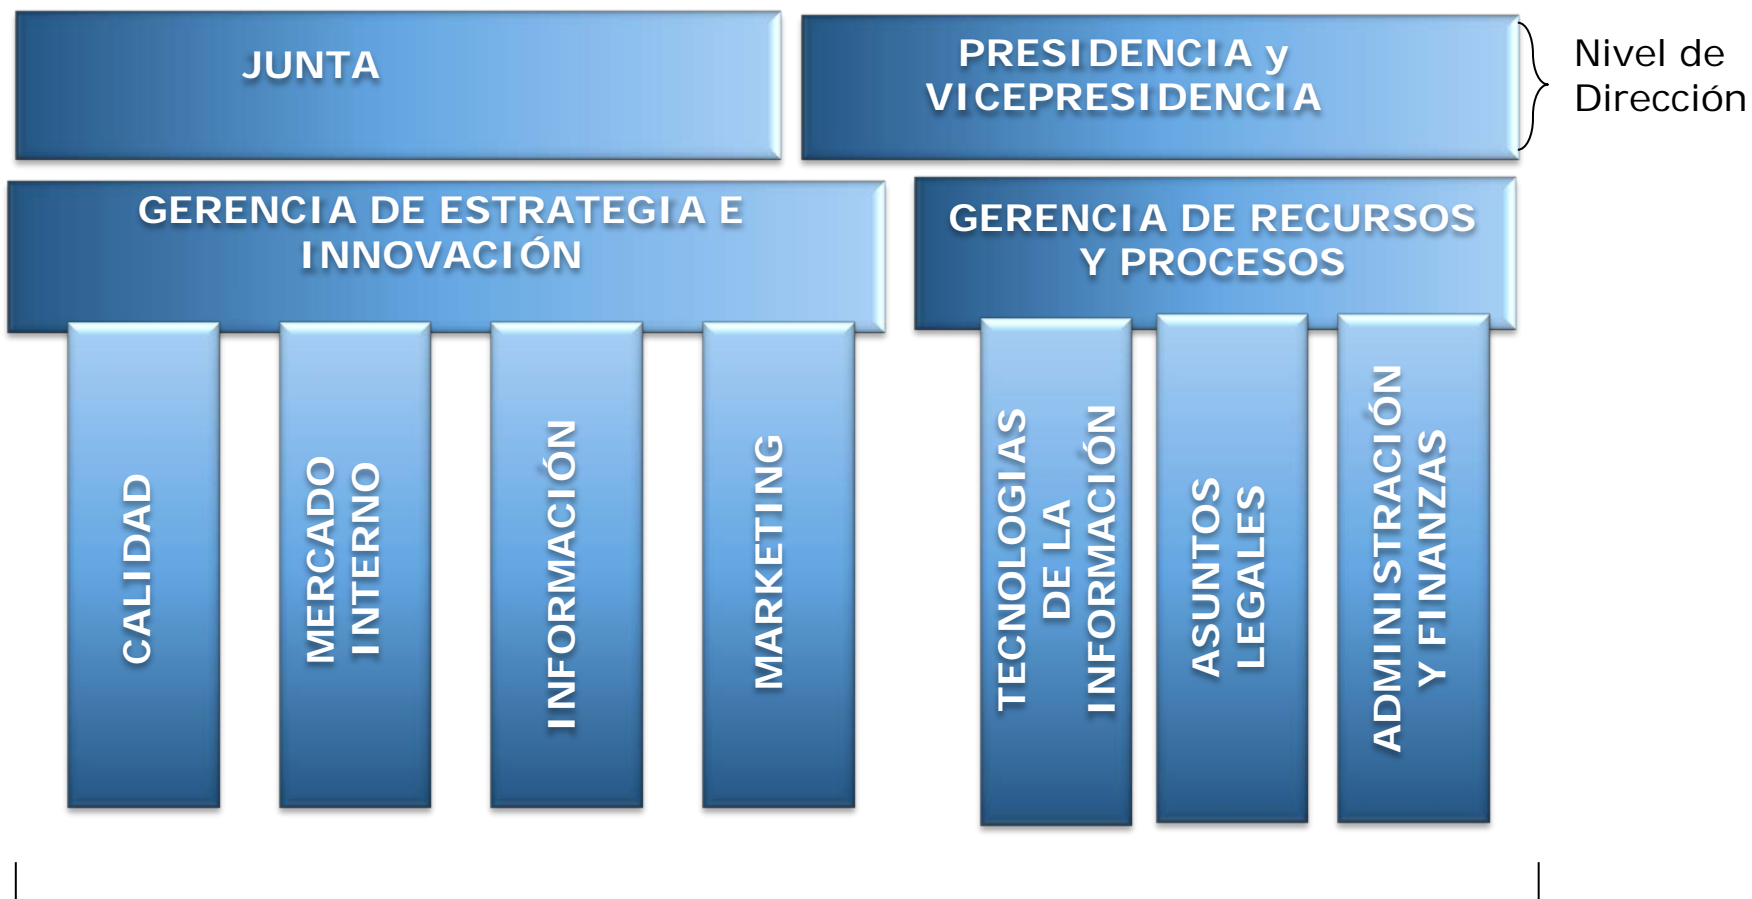 JUNTA
PRESIDENCIA y
VICEPRESIDENCIA
Nivel de
Dirección
GERENCIA DE ESTRATEGIA E
INNOVACIÓN
GERENCIA DE RECURSOS
Y PROCESOS
CALIDAD
MERCADO
INTERNO
INFORMACIÓN
MARKETING
TECNOLOGIAS
DE LA
INFORMACIÓN
ASUNTOS
LEGALES
ADMINISTRACIÓN
Y FINANZAS